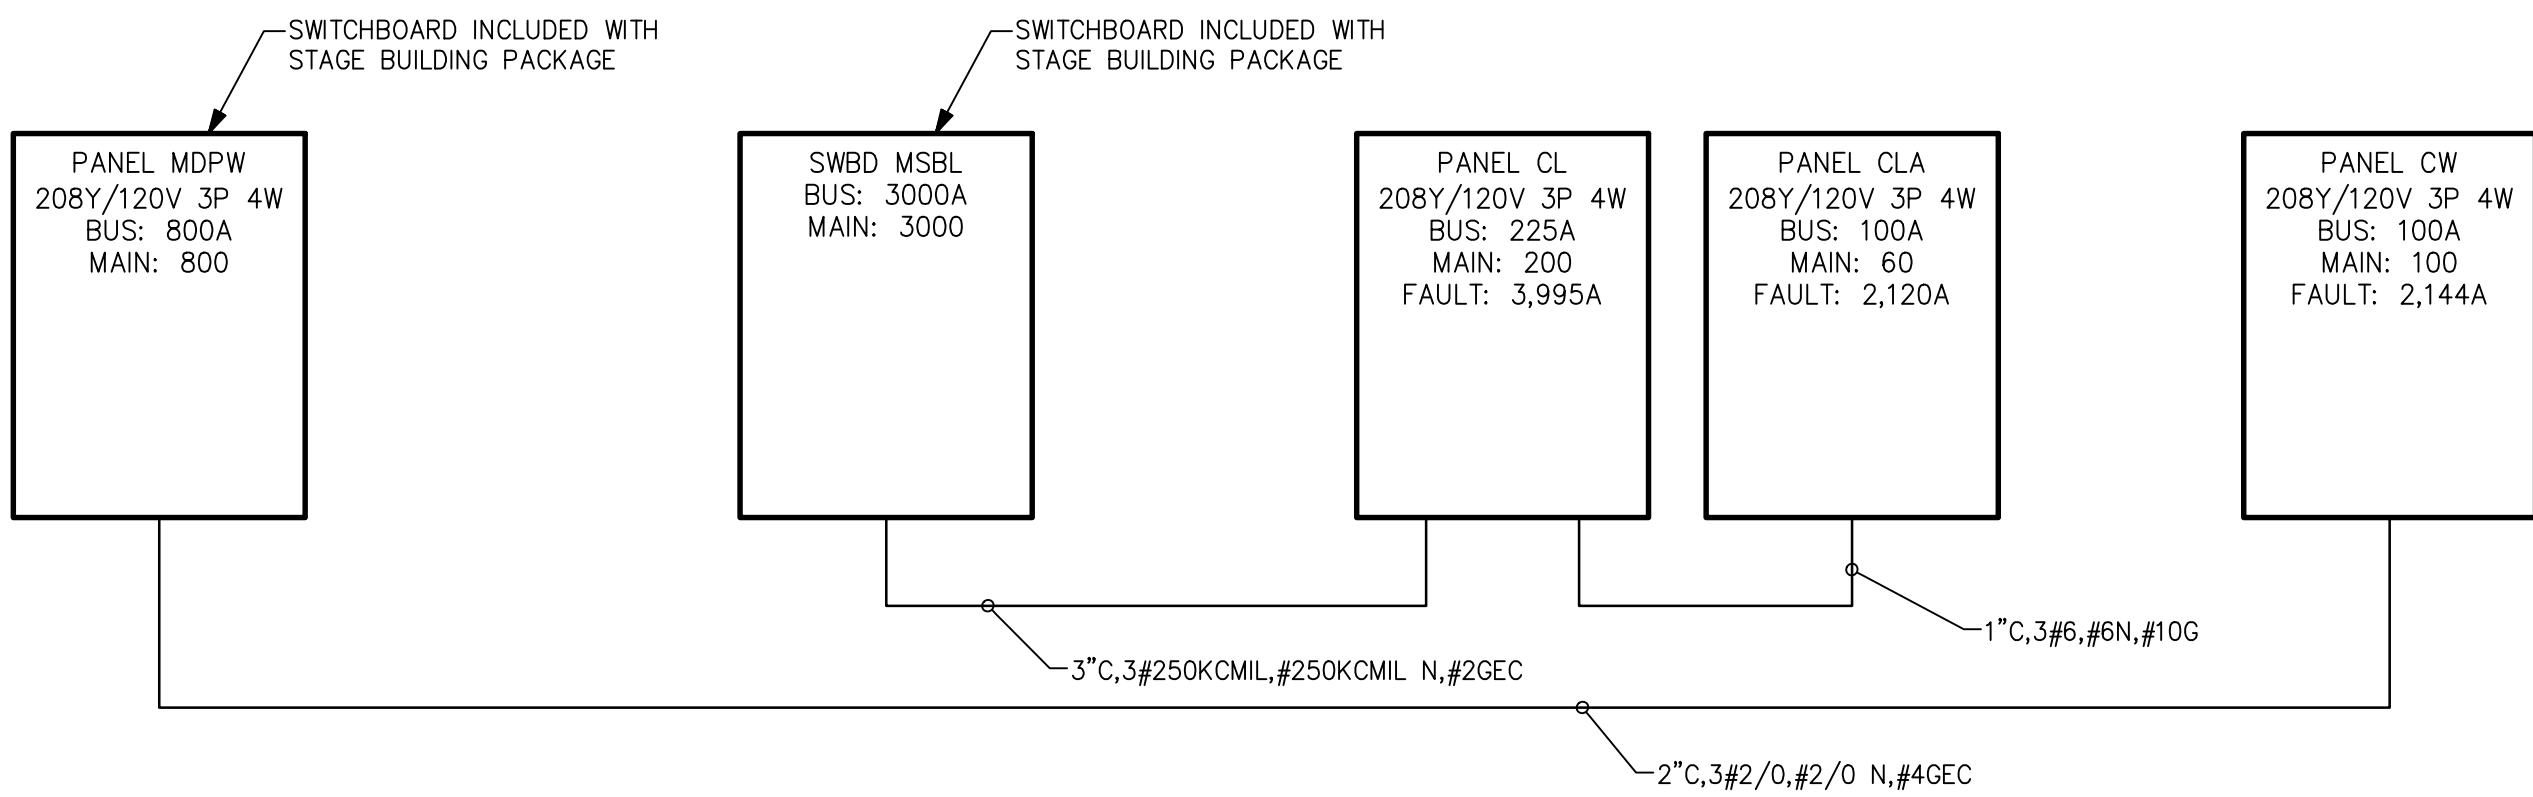 SWITCHBOARD INCLUDED WITH
STAGE BUILDING PACKAGE
SWITCHBOARD INCLUDED WITH
STAGE BUILDING PACKAGE
PANEL MDPW
208Y/120V 3P 4W
BUS: 800A
MAIN: 800
SWBD MSBL
BUS: 3000A
MAIN: 3000
PANEL CL
208Y/120V 3P 4W
BUS: 225A
MAIN: 200
FAULT: 3,995A
PANEL CLA
208Y/120V 3P 4W
BUS: 100A
MAIN: 60
FAULT: 2,120A
PANEL CW
208Y/120V 3P 4W
BUS: 100A
MAIN: 100
FAULT: 2,144A
1"C,3#6,#6N,#10G
3"C,3#250KCMIL,#250KCMIL N,#2GEC
2"C,3#2/0,#2/0 N,#4GEC